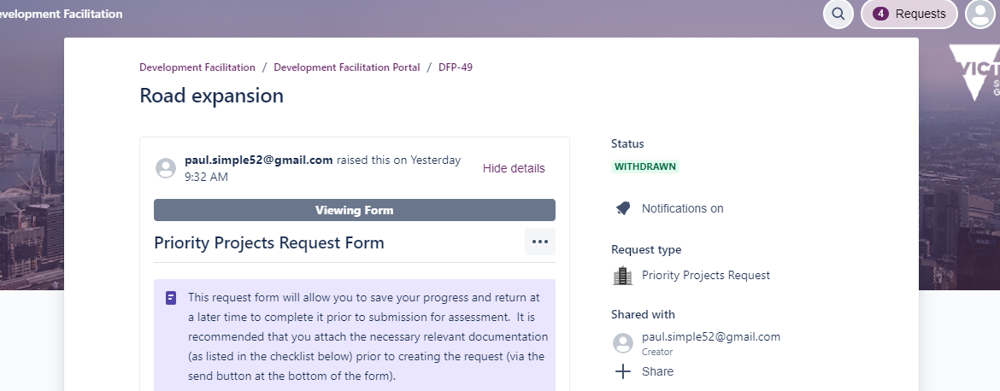 evelopment Facilitation
4 Requests
Development Facilitation / Development Facilitation Portal / DFP-49
Road expansion
paul.simple52@gmail.com raised this on Yesterday
9:32 AM
Hide details
Viewing Form
Priority Projects Request Form
This request form will allow you to save your progress and return at
a later time to complete it prior to submission for assessment. It is
recommended that you attach the necessary relevant documentation
(as listed in the checklist below) prior to creating the request (via the
send button at the bottom of the form).
Status
WITHDRAWN
Notifications on
Request type
Priority Projects Request
Shared with
paul.simple52@gmail.com
Creator
Share
VICT
S
G